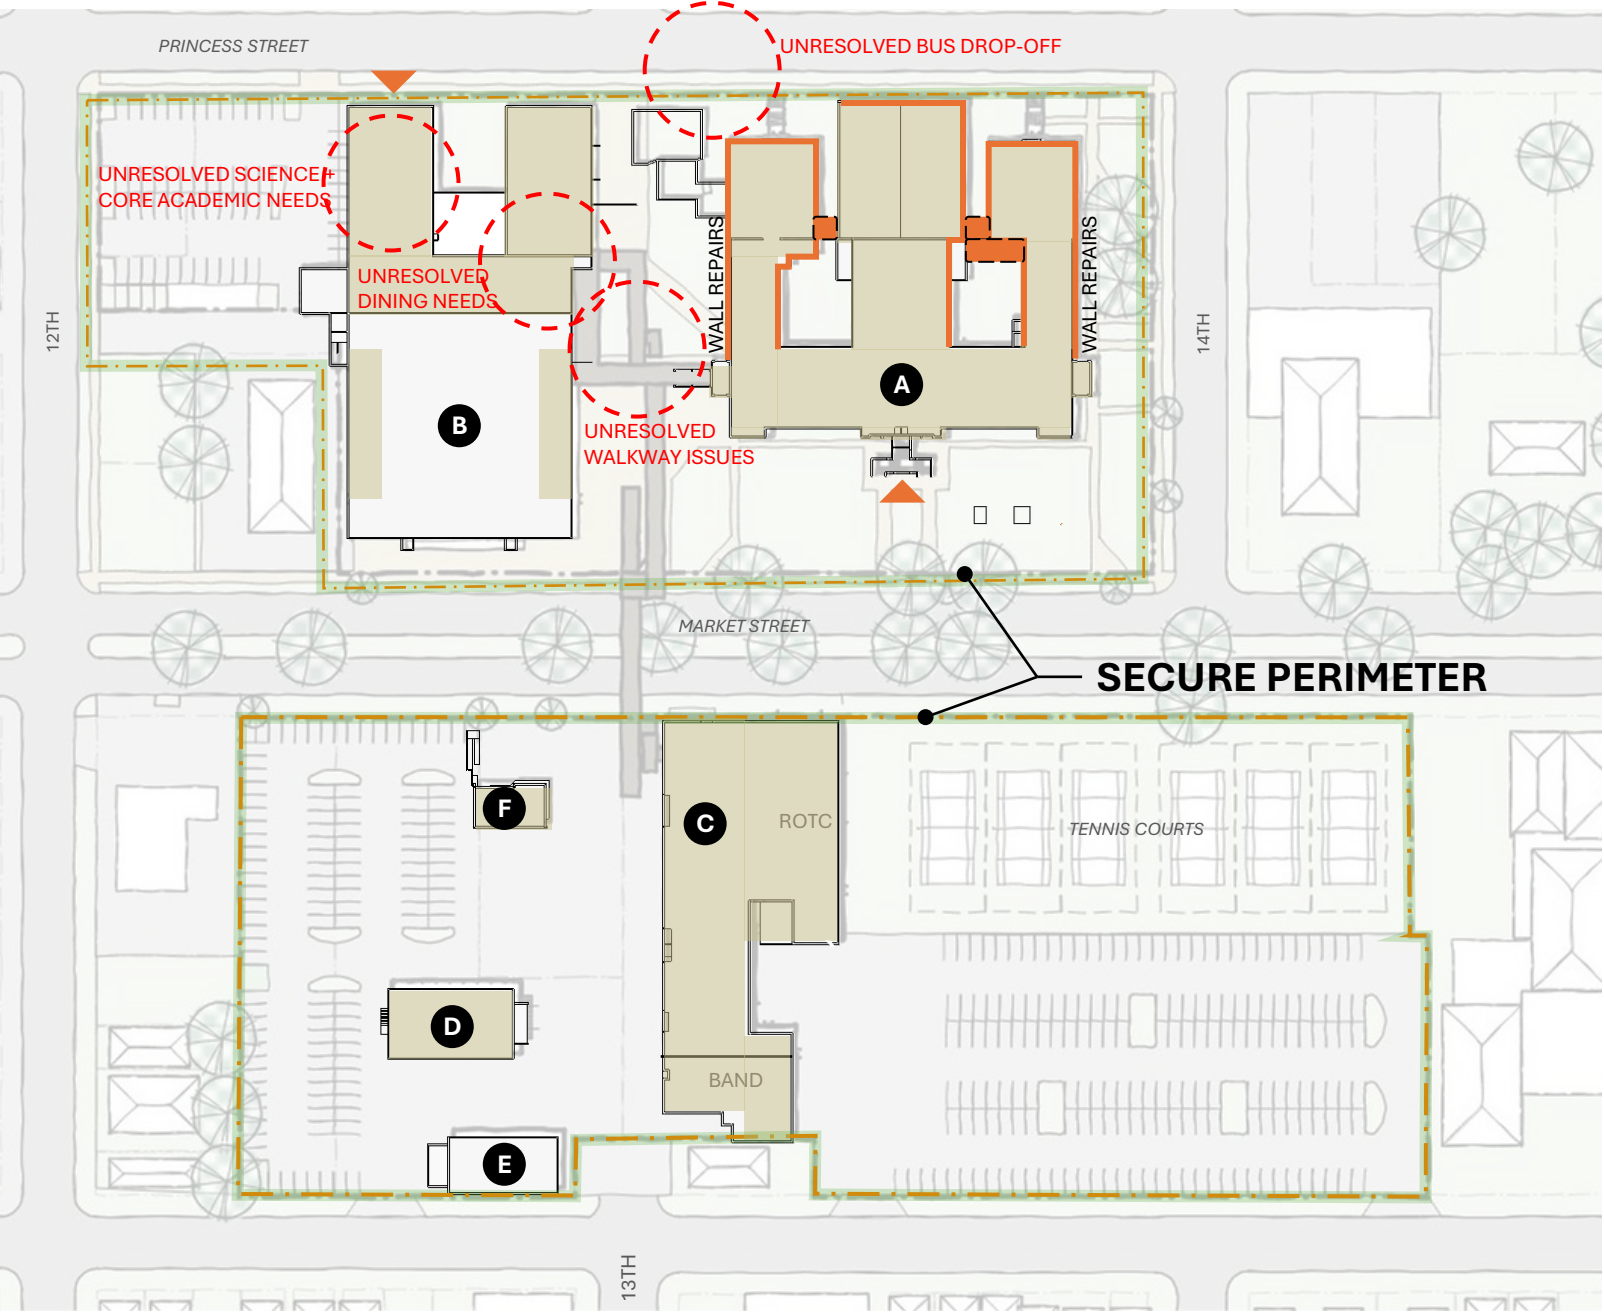 PRINCESS STREET
UNRESOLVED BUS DROP-OFF
UNRESOLVED SCIENCE +
CORE ACADEMIC NEEDS
UNRESOLVED
DINING NEEDS
WALL REPAIRS
WALL REPAIRS
12TH
14TH
A
B
UNRESOLVED
WALKWAY ISSUES
MARKET STREET
SECURE PERIMETER
F
C
ROTC
TENNIS COURTS
D
BAND
E
13TH